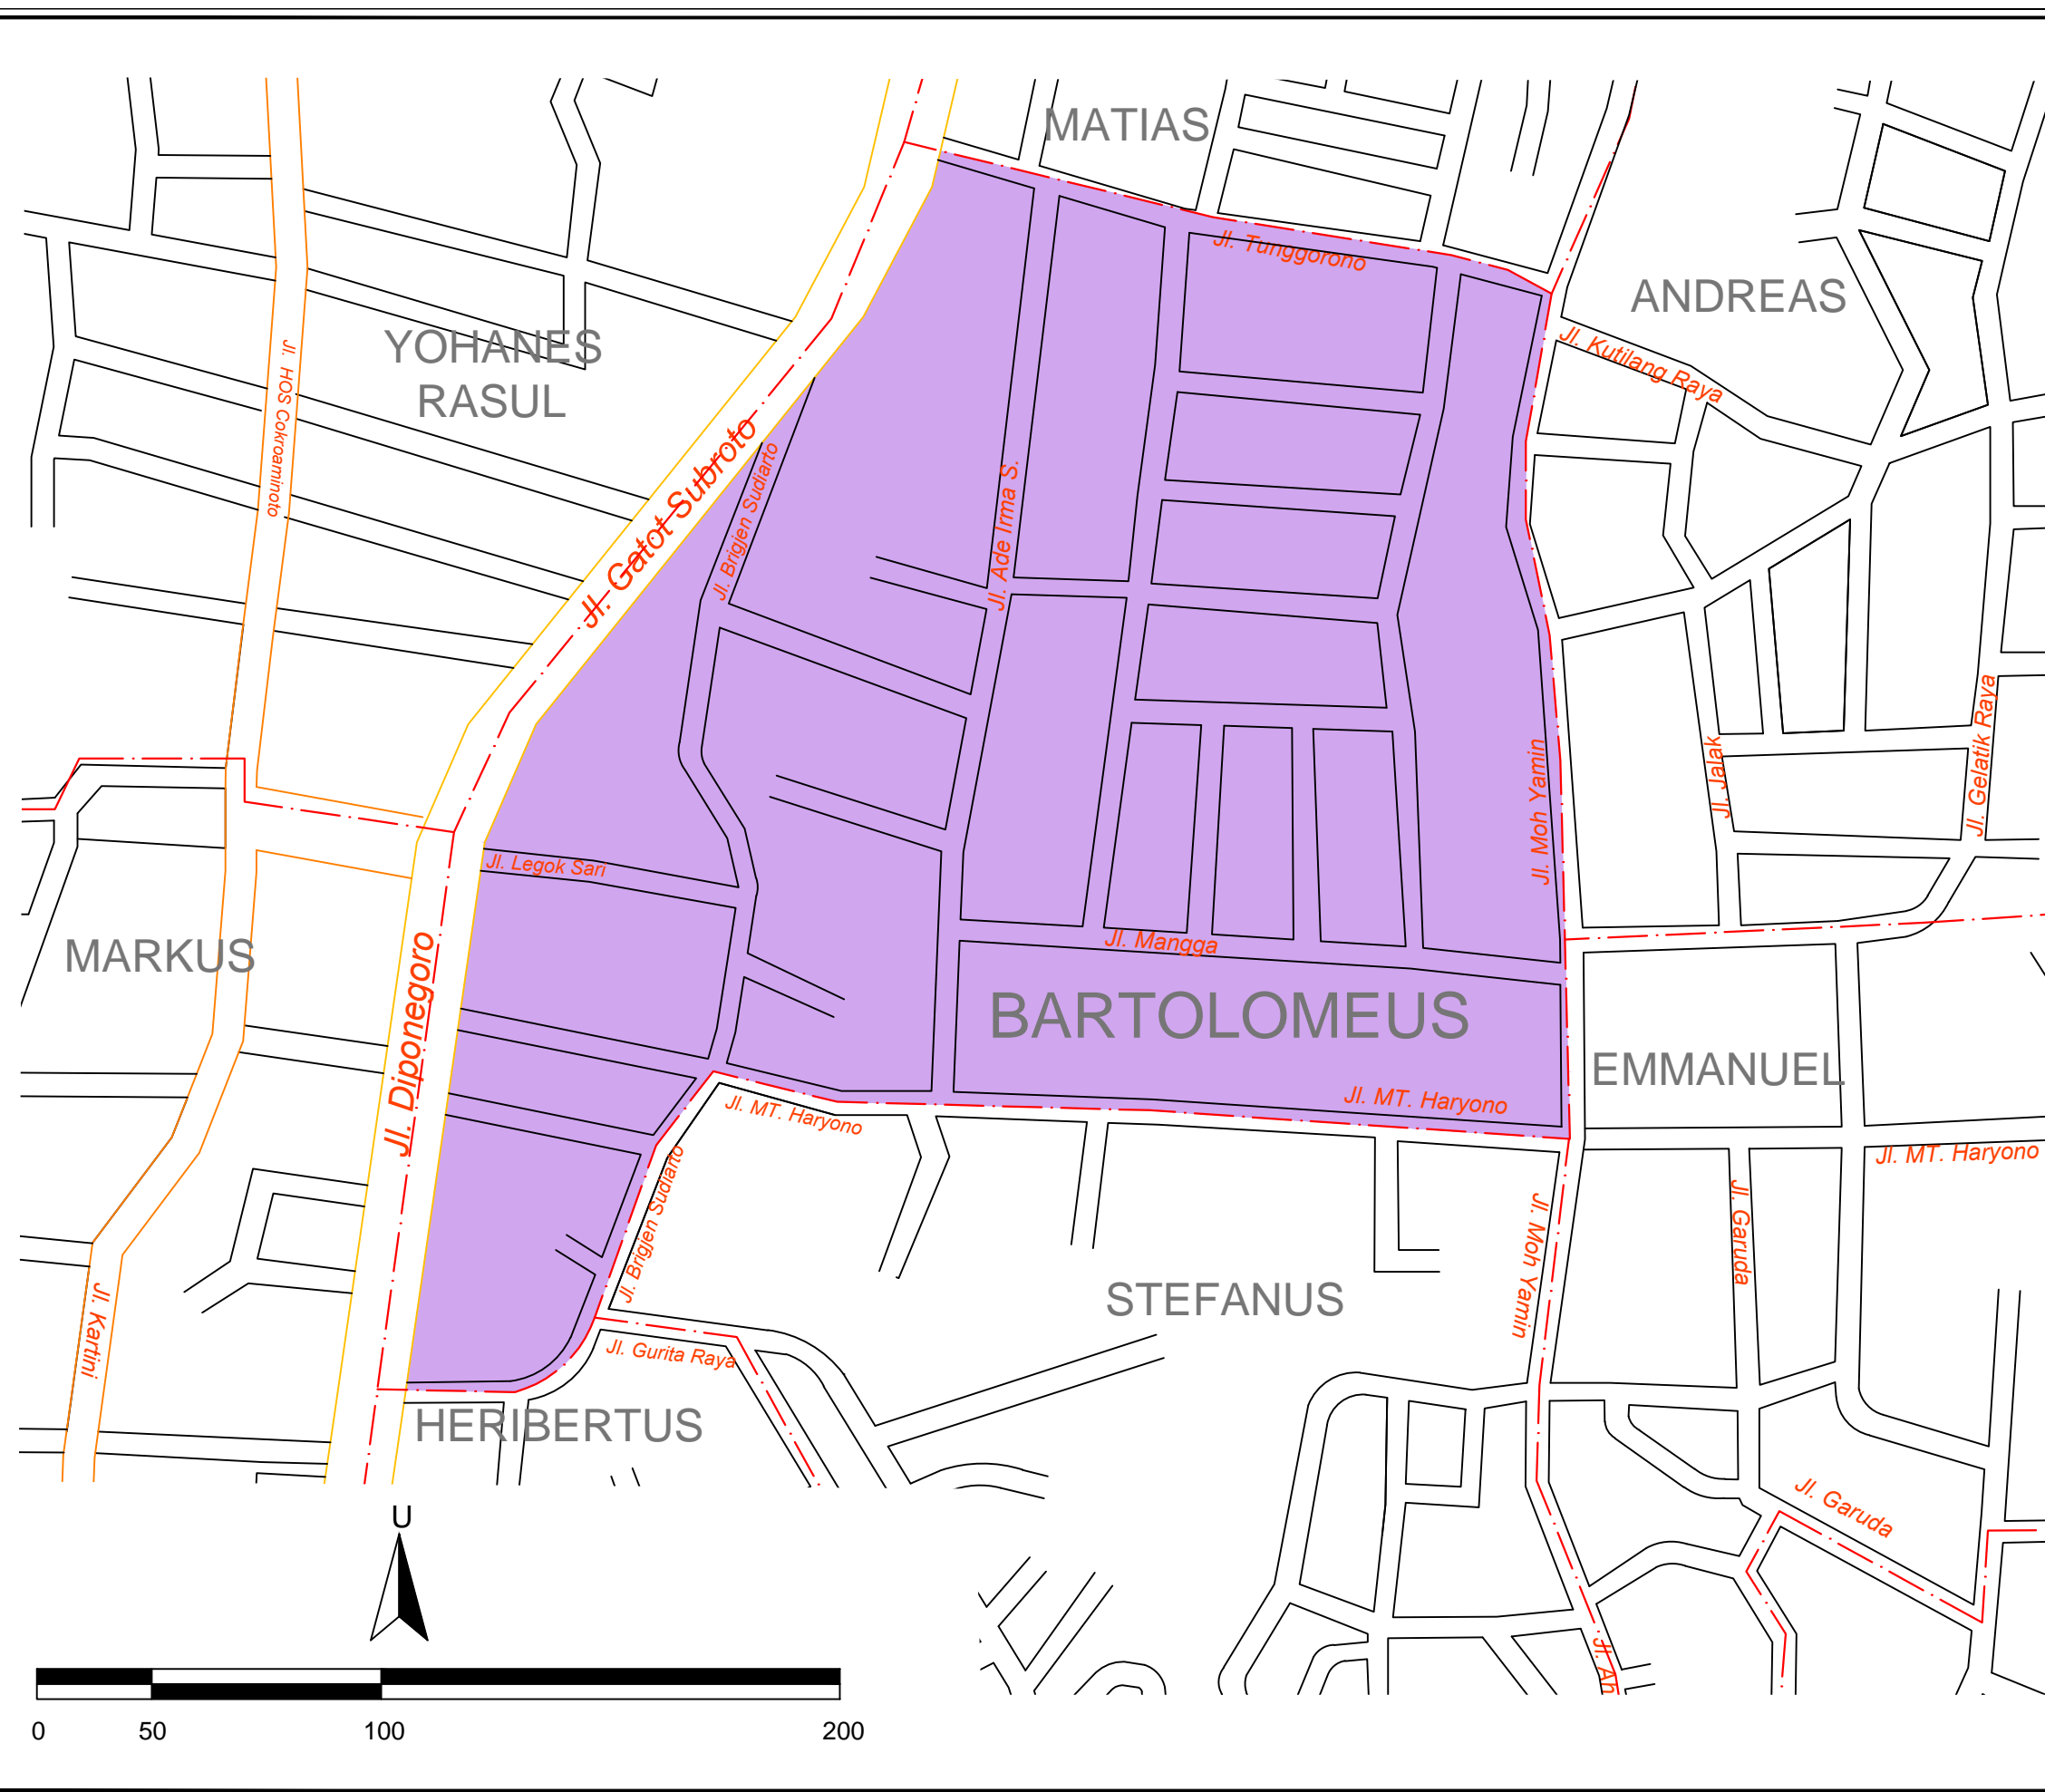 MATIAS
Jl. Tunggorono
ANDREAS
YOHANES
RASUL
Jl. HOS Cokroaminoto
Jl. Kutilang Raya
Jl. Gatot Subroto
Jl. Brigjen Sudiarto
Jl. Ade Irma S.
Jl. Moh Yamin
Jl. Jalak
Jl. Gelatik Raya
Jl. Legok Sari
MARKUS
Jl. Diponegoro
Jl. Mangga
BARTOLOMEUS
EMMANUEL
Jl. MT. Haryono
Jl. MT. Haryono
Jl. MT. Haryono
Jl. Brigjen Sudiarto
Jl. Moh Yamin
Jl. Garuda
STEFANUS
Jl. Kartini
Jl. Gurita Raya
HERIBERTUS
Jl. Garuda
U
Jl. Ah
0 50 100 200